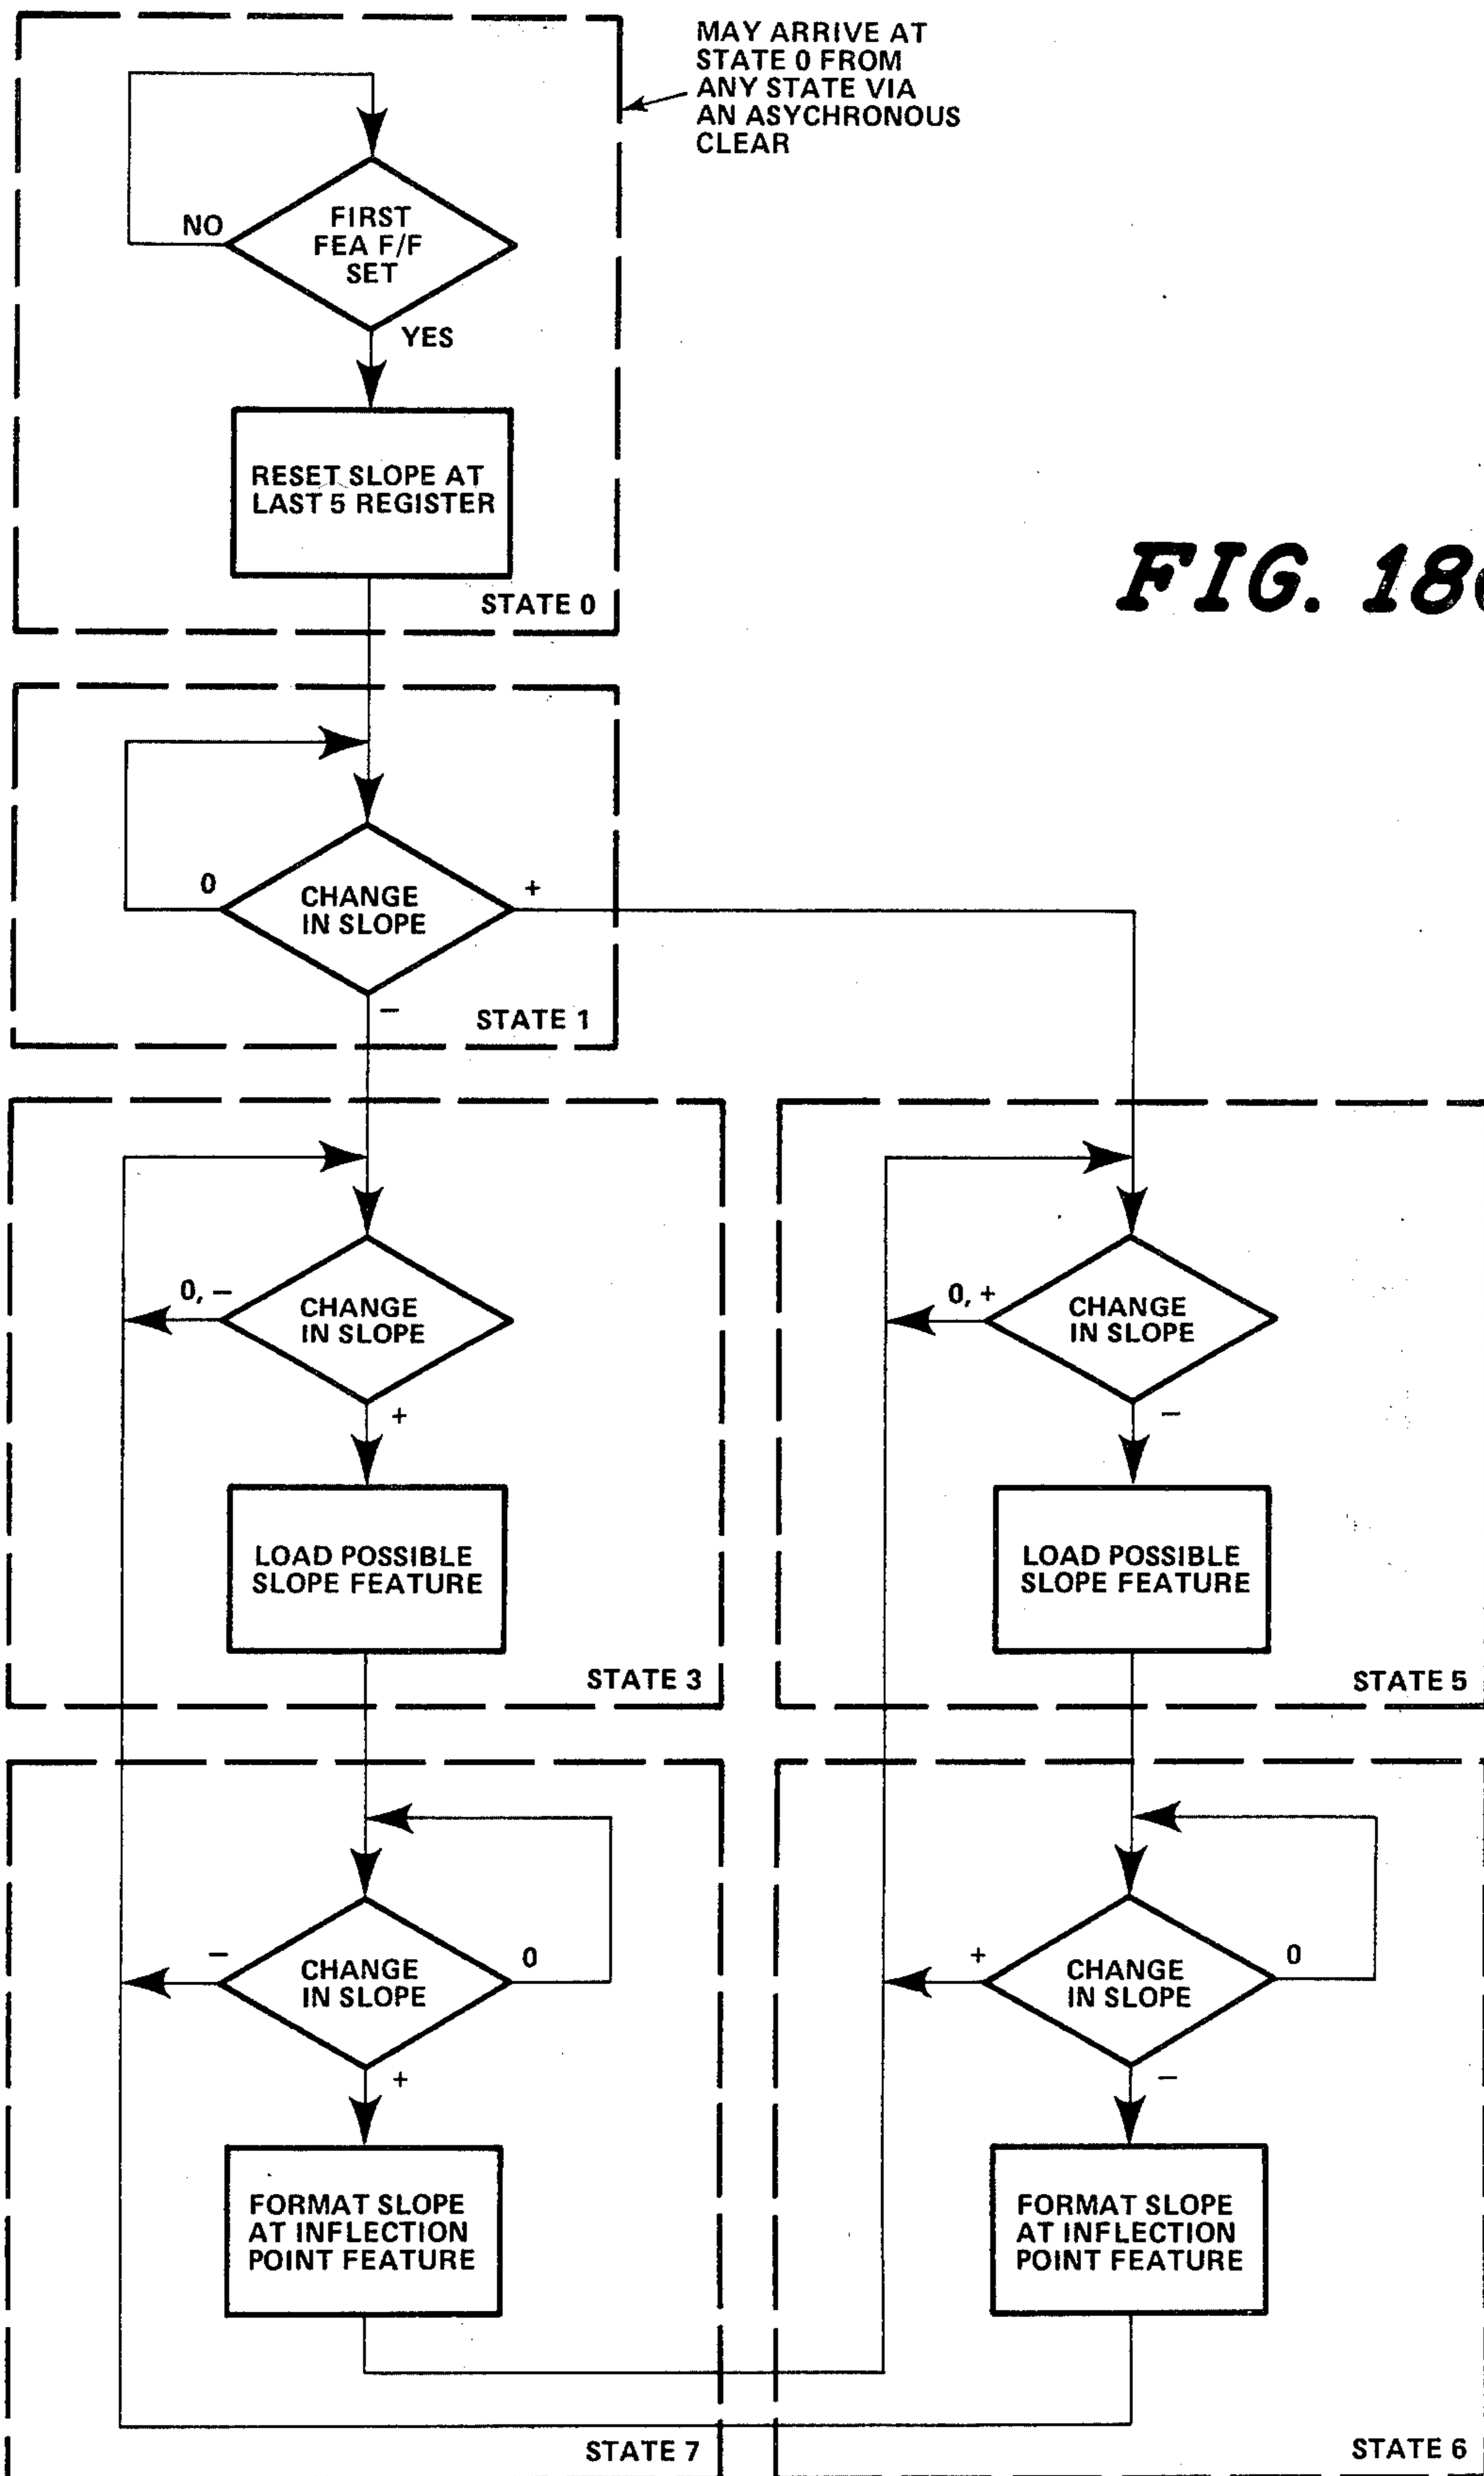 MAY ARRIVE AT
STATE 0 FROM
ANY STATE VIA
AN ASYCHRONOUS
CLEAR
NO
FIRST
FEA F/F
SET
YES
RESET SLOPE AT
LAST 5 REGISTER
STATE 0
FIG. 18
0
CHANGE
IN SLOPE
+
−
STATE 1
0, −
CHANGE
IN SLOPE
+
LOAD POSSIBLE
SLOPE FEATURE
STATE 3
0, +
CHANGE
IN SLOPE
−
LOAD POSSIBLE
SLOPE FEATURE
STATE 5
−
CHANGE
IN SLOPE
0
+
FORMAT SLOPE
AT INFLECTION
POINT FEATURE
STATE 7
+
CHANGE
IN SLOPE
0
−
FORMAT SLOPE
AT INFLECTION
POINT FEATURE
STATE 6